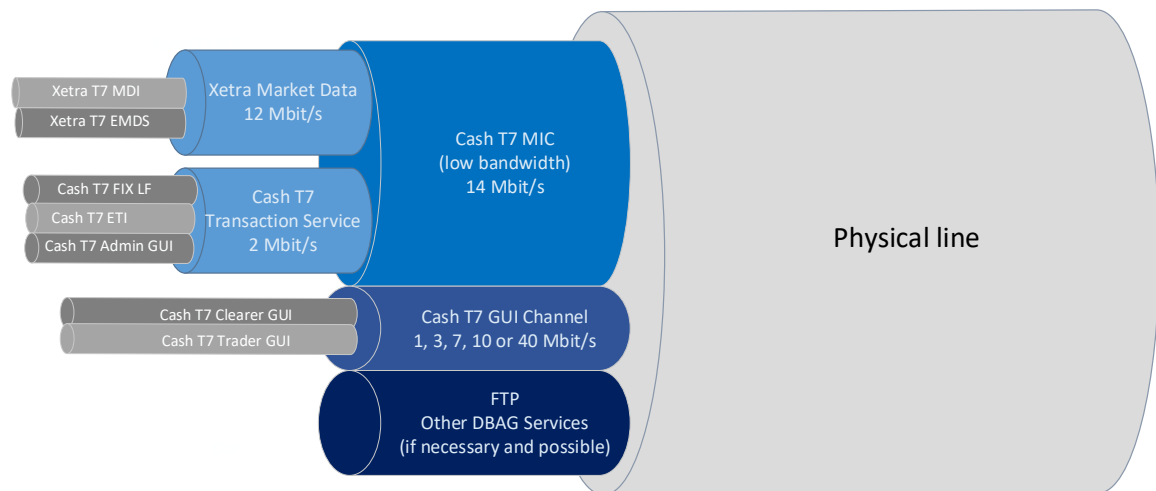 Xetra T7 MDI
Xetra T7 EMDS
Xetra Market Data
12 Mbit/s
Cash T7 FIX LF
Cash T7 ETI
Cash T7 Admin GUI
Cash T7
Transaction Service
2 Mbit/s
Cash T7 MIC
(low bandwidth)
14 Mbit/s
Cash T7 Clearer GUI
Cash T7 Trader GUI
Cash T7 GUI Channel
1, 3, 7, 10 or 40 Mbit/s
FTP
Other DBAG Services
(if necessary and possible)
Physical line